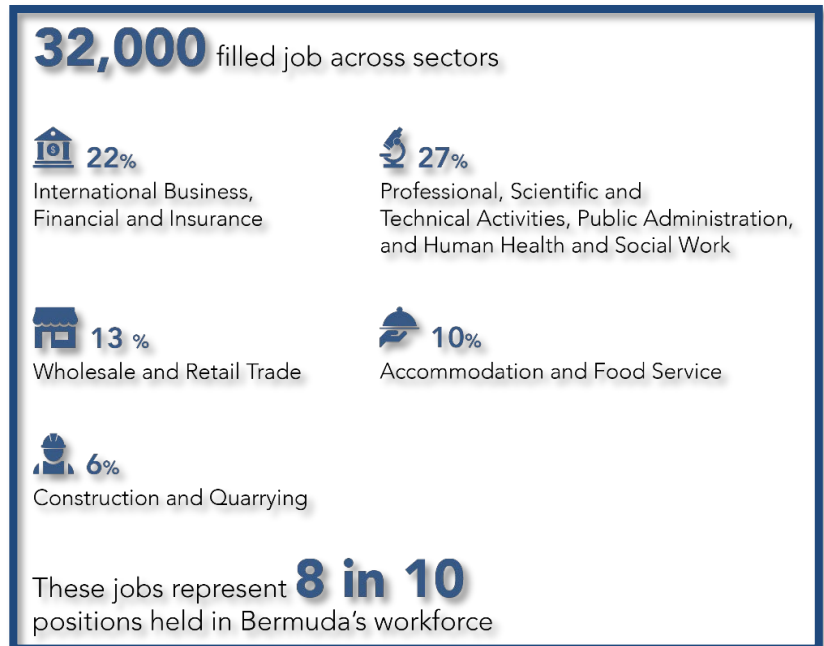 32,000 filled job across sectors
22%
International Business,
Financial and Insurance
27%
Professional, Scientific and
Technical Activities, Public Administration,
and Human Health and Social Work
13 %
Wholesale and Retail Trade
10%
Accommodation and Food Service
6%
Construction and Quarrying
These jobs represent 8 in 10
positions held in Bermuda's workforce